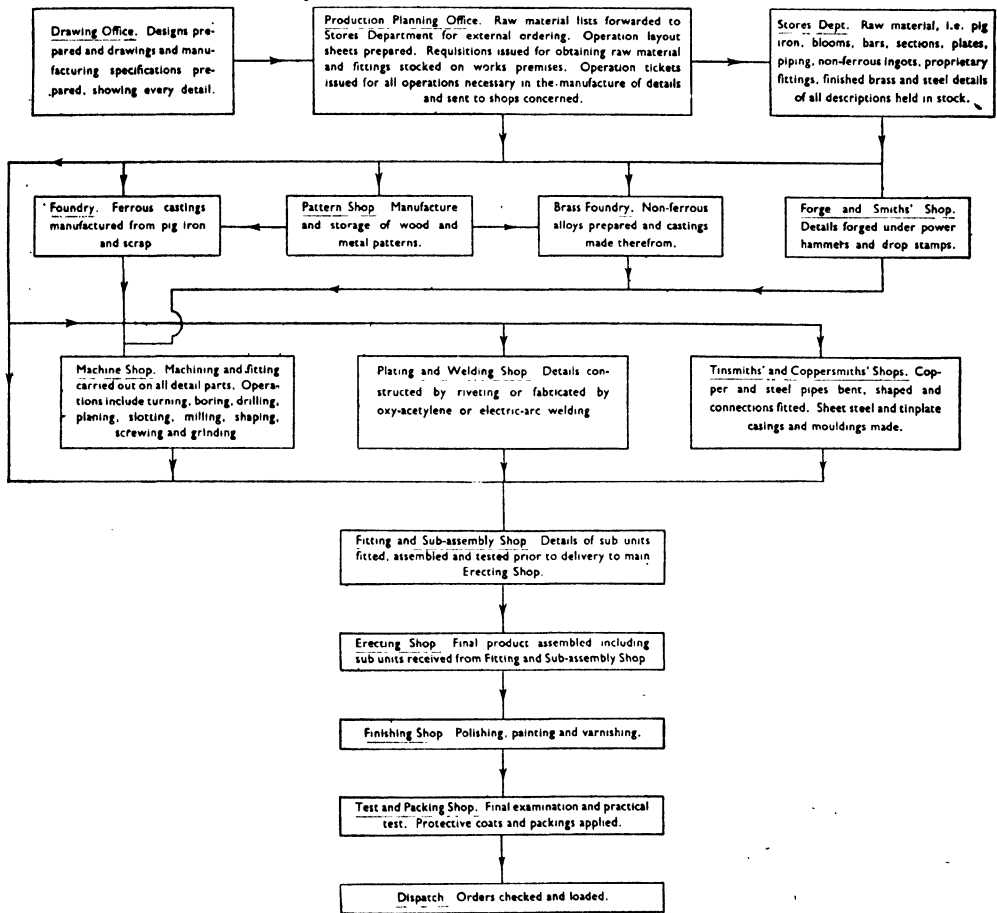 Drawing Office. Designs pre-
pared and drawings and manu-
facturing specifications pre-
pared, showing every detail.
Production Planning Office. Raw material lists forwarded to
Stores Department for external ordering. Operation layout
sheets prepared. Requisitions issued for obtaining raw material
and fittings stocked on works premises. Operation tickets
issued for all operations necessary in the manufacture of details
and sent to shops concerned.
Stores Dept. Raw material, i.e. pig
iron, blooms, bars, sections, plates,
piping, non-ferrous ingots, proprietary
fittings, finished brass and steel details
of all descriptions held in stock.
Foundry. Ferrous castings
manufactured from pig iron
and scrap
Pattern Shop Manufacture
and storage of wood and
metal patterns.
Brass Foundry. Non-ferrous
alloys prepared and castings
made therefrom.
Forge and Smiths' Shop.
Details forged under power
hammers and drop stamps.
Machine Shop. Machining and fitting
carried out on all detail parts. Opera-
tions include turning, boring, drilling,
planing, slotting, milling, shaping,
screwing and grinding
Plating and Welding Shop Details con-
structed by riveting or fabricated by
oxy-acetylene or electric-arc welding
Tinsmiths' and Coppersmiths' Shops. Cop-
per and steel pipes bent, shaped and
connections fitted. Sheet steel and tinplate
casings and mouldings made.
Fitting and Sub-assembly Shop Details of sub units
fitted, assembled and tested prior to delivery to main
Erecting Shop.
Erecting Shop Final product assembled including
sub units received from Fitting and Sub-assembly Shop
Finishing Shop Polishing, painting and varnishing.
Test and Packing Shop. Final examination and practical
test. Protective coats and packings applied.
Dispatch Orders checked and loaded.